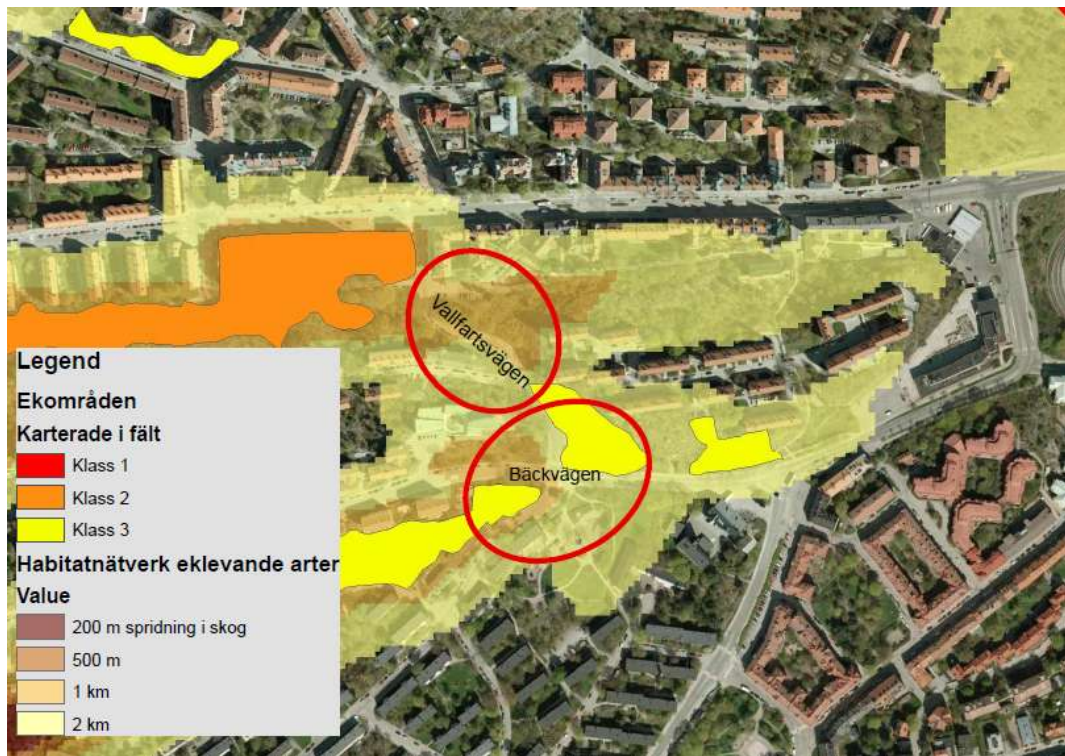 Vallfartsvägen
Bäckvägen
Legend
Ekområden
Karterade i fält
Klass 1
Klass 2
Klass 3
Habitatnätverk eklevande arter
Value
200 m spridning i skog
500 m
1 km
2 km